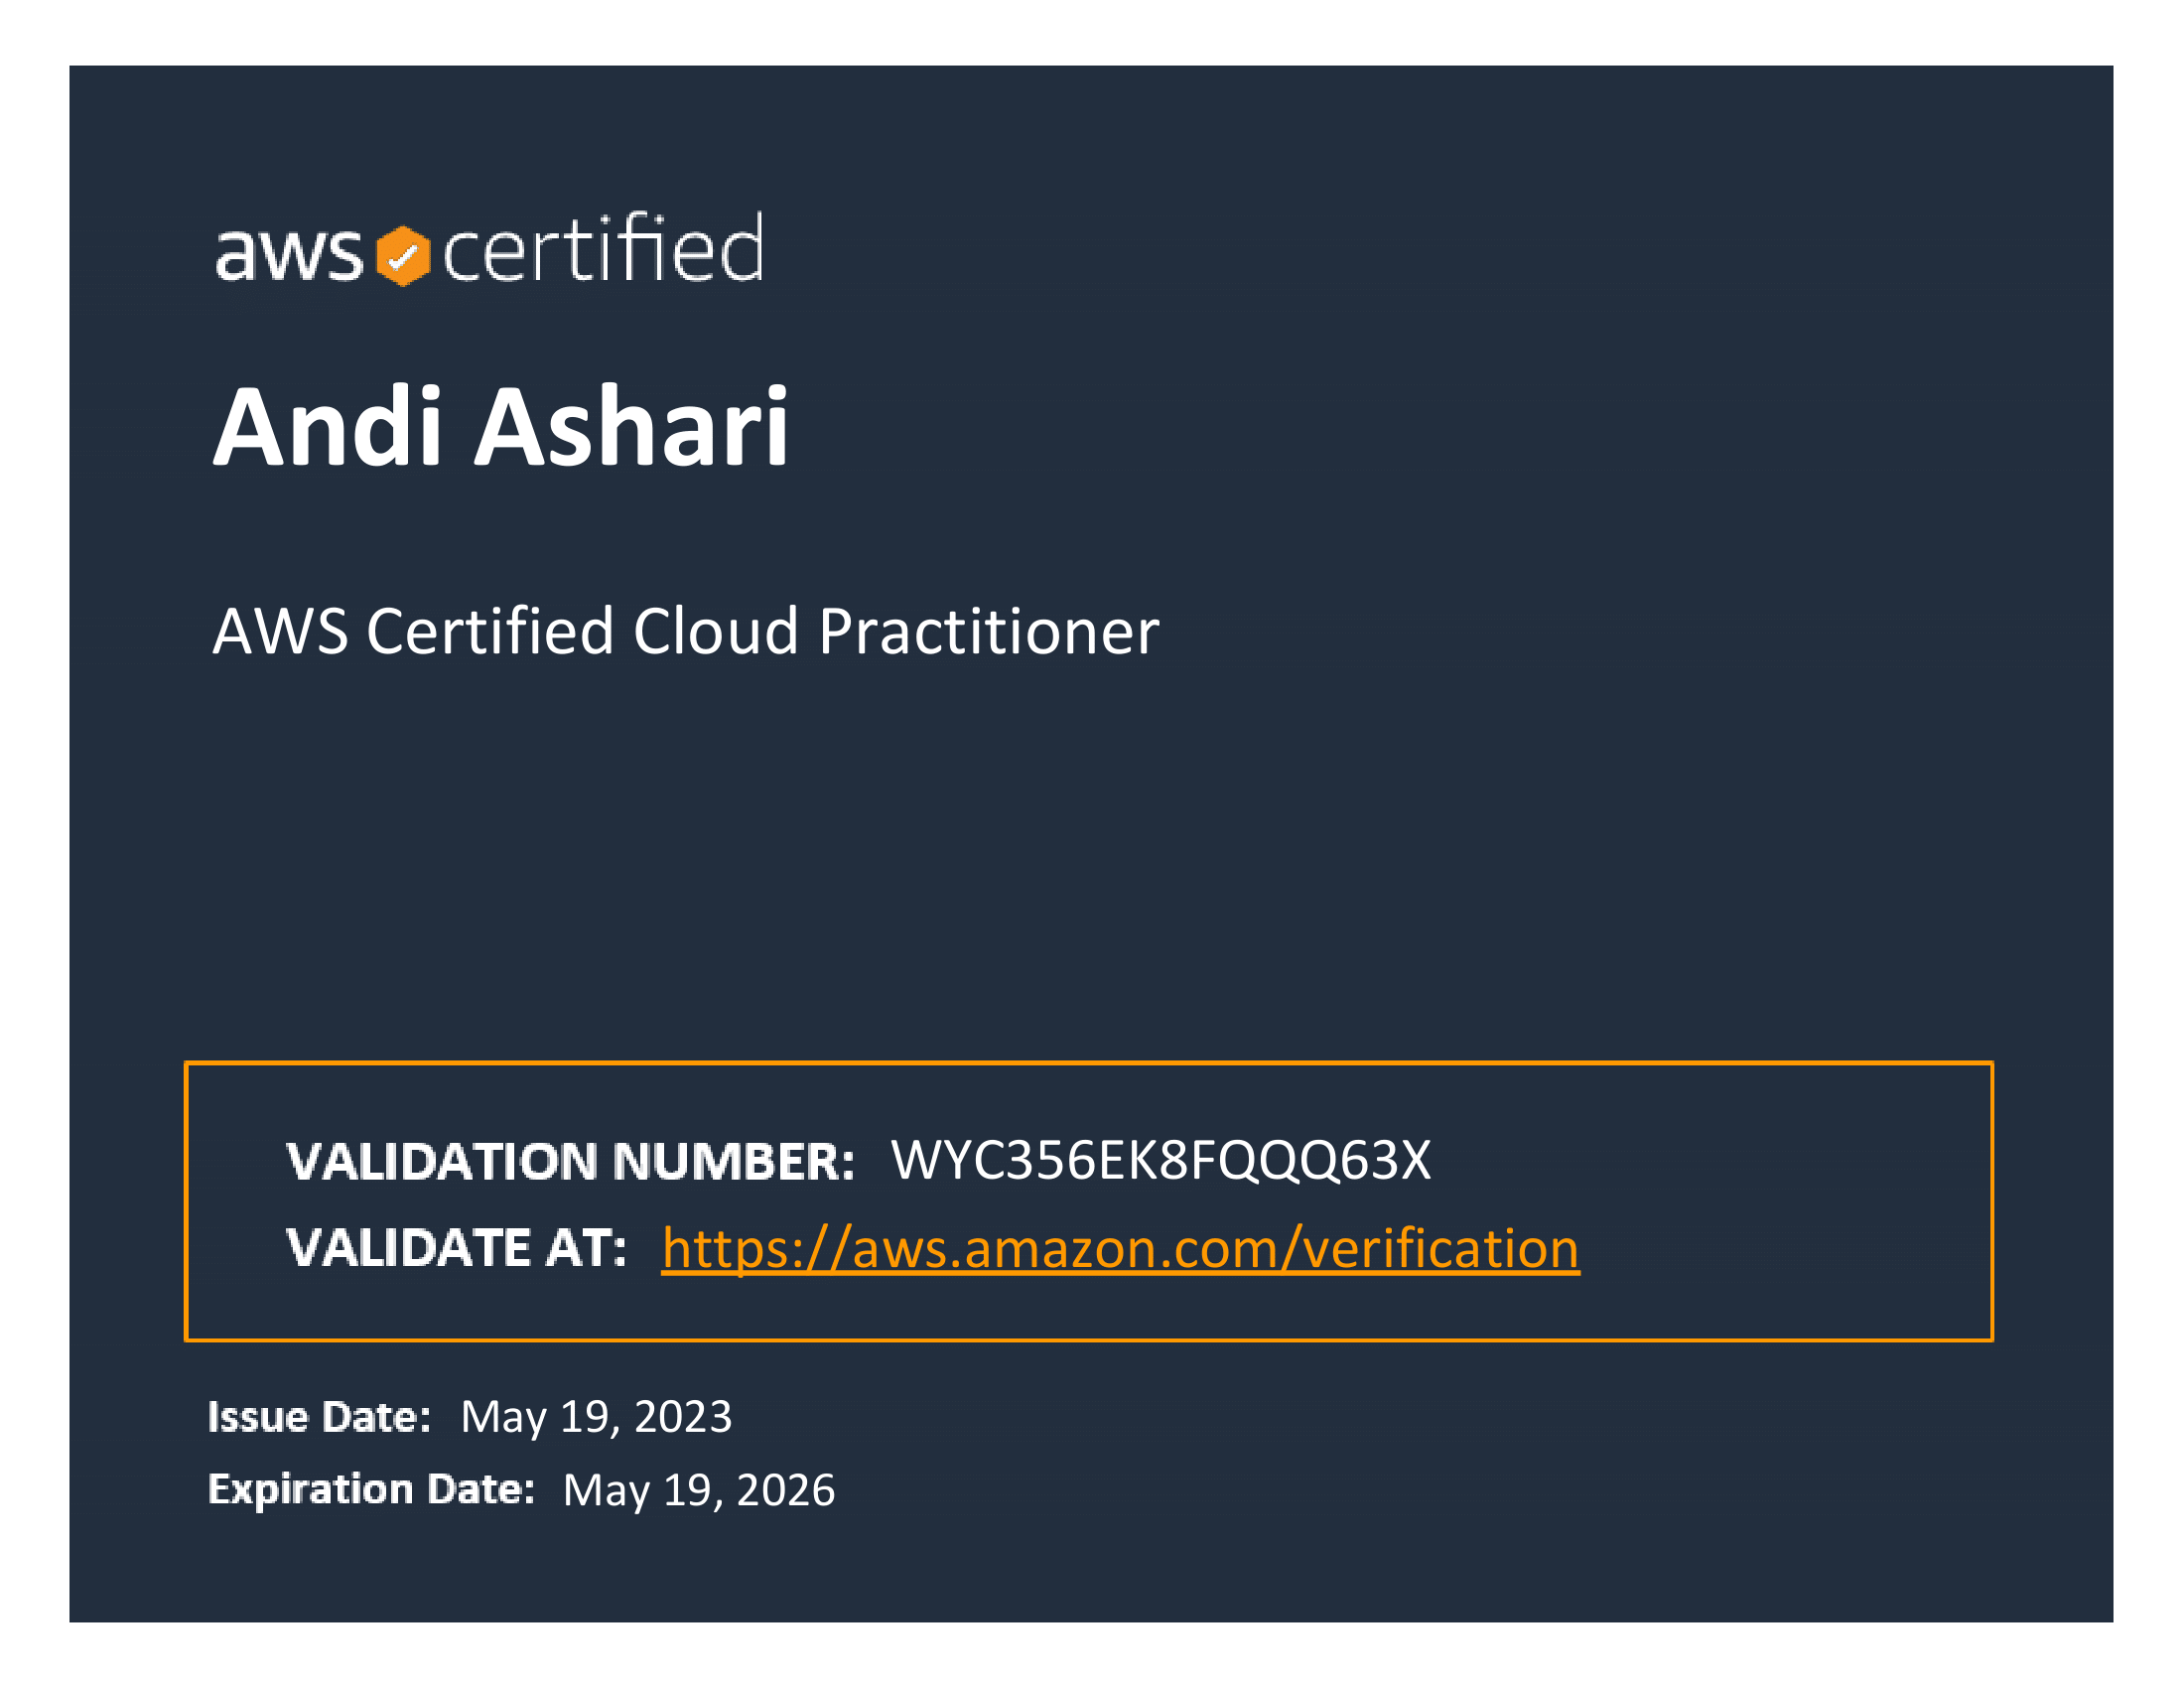 aws certified
Andi Ashari
AWS Certified Cloud Practitioner
VALIDATION NUMBER: WYC356EK8FQQQ63X
VALIDATE AT: https://aws.amazon.com/verification
Issue Date: May 19, 2023
Expiration Date: May 19, 2026